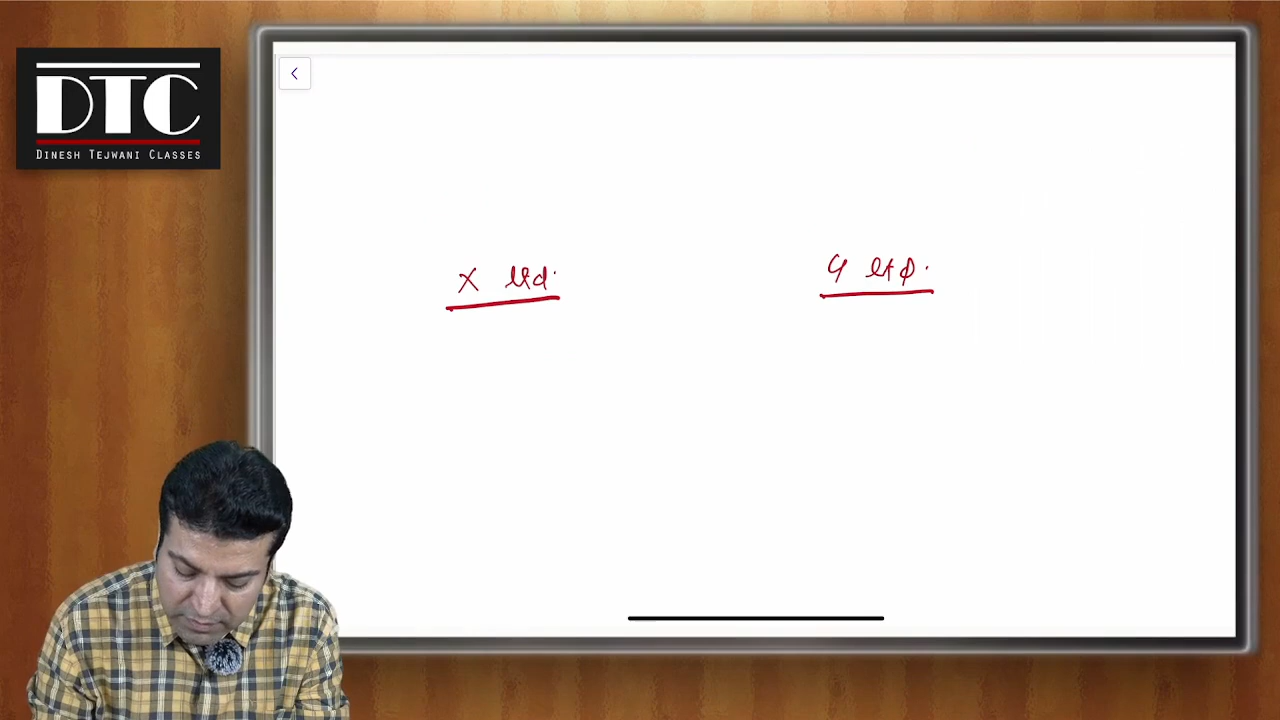 DTC
DINESH TEJWANI CLASSES
X Ltd.
Y Ltd.